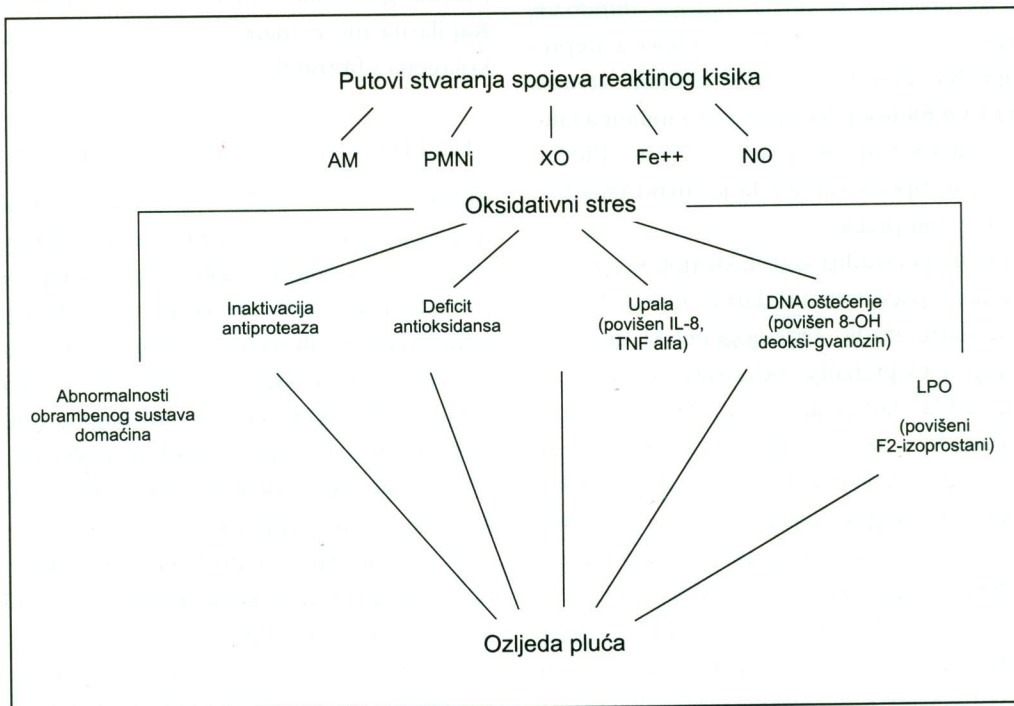 Putovi stvaranja spojeva reaktinog kisika
AM PMNi XO Fe++ NO
Oksidativni stres
Inaktivacija
antiproteaza
Deficit
antioksidansa
Upala
(povišen IL-8,
TNF alfa)
DNA oštećenje
(povišen 8-OH
deoksi-gvanozin)
Abnormalnosti
obrambenog sustava
domaćina
LPO
(povišeni
F2-izoprostani)
Ozljeda pluća